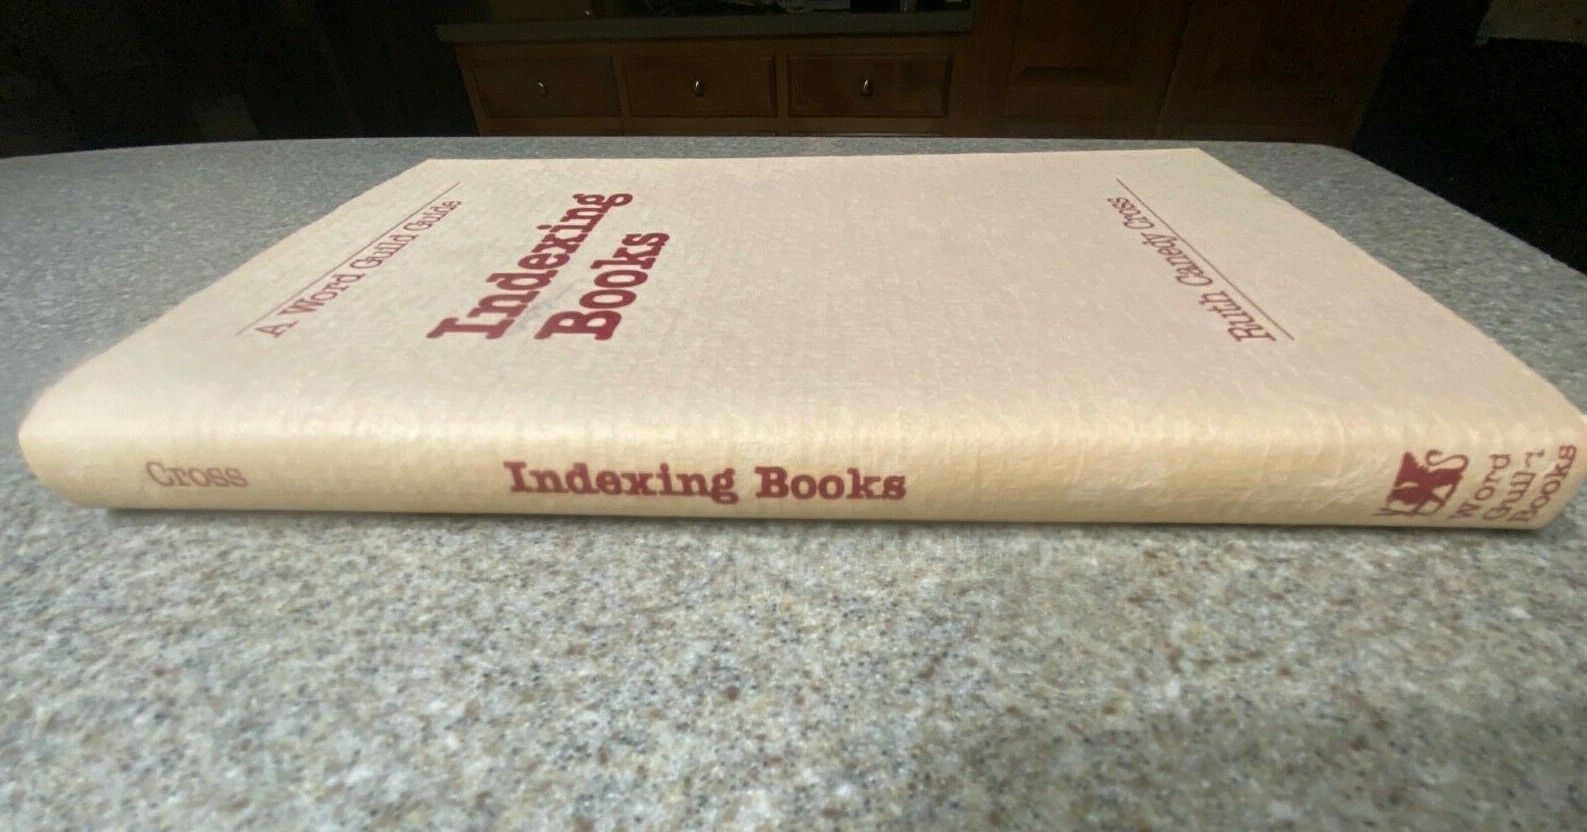 A Word Guild Guide
Indexing
Books
Ruth Canedy Cross
Cross
Indexing Books
Word
Guild
Books